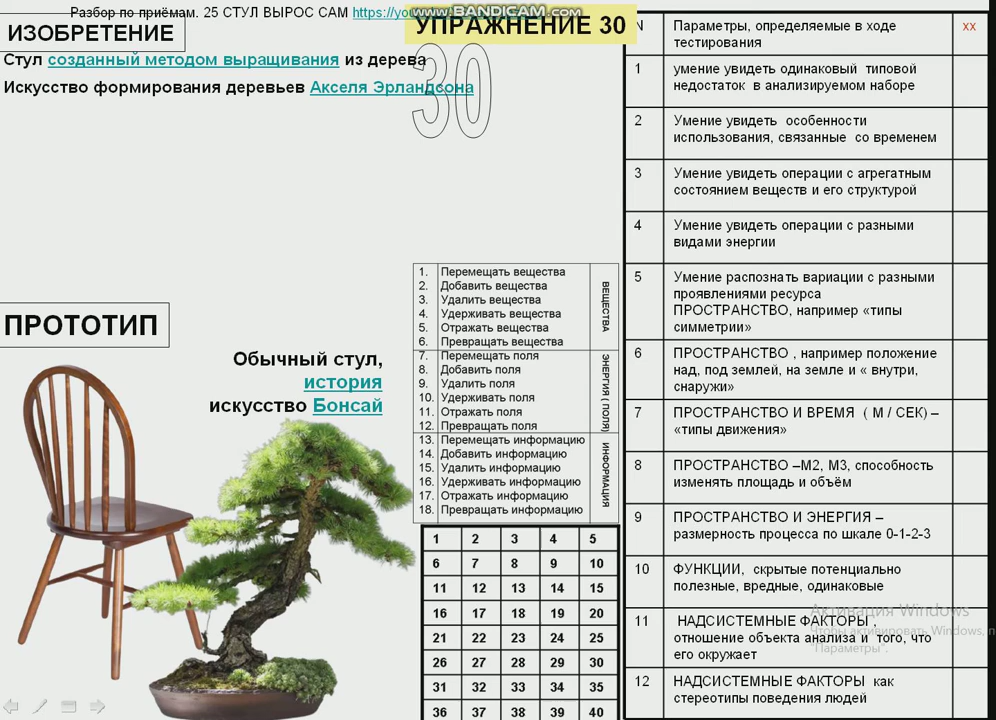 Разбор по приёмам. 25 СТУЛ ВЫРОС САМ https://you
www.BANDICAM.com
ИЗОБРЕТЕНИЕ
УПРАЖНЕНИЕ 30
30
Стул созданный методом выращивания из дерева
Искусство формирования деревьев Акселя Эрландсона
ПРОТОТИП
Обычный стул,
история
искусство Бонсай
1. Перемещать вещества
2. Добавить вещества
3. Удалить вещества
4. Удерживать вещества
5. Отражать вещества
6. Превращать вещества
ВЕЩЕСТВА
7. Перемещать поля
8. Добавить поля
9. Удалить поля
10. Удерживать поля
11. Отражать поля
12. Превращать поля
ЭНЕРГИЯ ( ПОЛЯ)
13. Перемещать информацию
14. Добавить информацию
15. Удалить информацию
16. Удерживать информацию
17. Отражать информацию
18. Превращать информацию
ИНФОРМАЦИЯ
1 2 3 4 5
6 7 8 9 10
11 12 13 14 15
16 17 18 19 20
21 22 23 24 25
26 27 28 29 30
31 32 33 34 35
36 37 38 39 40
N Параметры, определяемые в ходе xx
тестирования
1 умение увидеть одинаковый типовой
недостаток в анализируемом наборе
2 Умение увидеть особенности
использования, связанные со временем
3 Умение увидеть операции с агрегатным
состоянием веществ и его структурой
4 Умение увидеть операции с разными
видами энергии
5 Умение распознать вариации с разными
проявлениями ресурса
ПРОСТРАНСТВО, например «типы
симметрии»
6 ПРОСТРАНСТВО , например положение
над, под землей, на земле и « внутри,
снаружи»
7 ПРОСТРАНСТВО И ВРЕМЯ ( М / СЕК) –
«типы движения»
8 ПРОСТРАНСТВО –М2, М3, способность
изменять площадь и объём
9 ПРОСТРАНСТВО И ЭНЕРГИЯ –
размерность процесса по шкале 0-1-2-3
10 ФУНКЦИИ, скрытые потенциально
полезные, вредные, одинаковые
11 НАДСИСТЕМНЫЕ ФАКТОРЫ ,
отношение объекта анализа и того, что
его окружает
12 НАДСИСТЕМНЫЕ ФАКТОРЫ как
стереотипы поведения людей
Активация Windows
Чтобы активировать Windows, п
"Параметры".